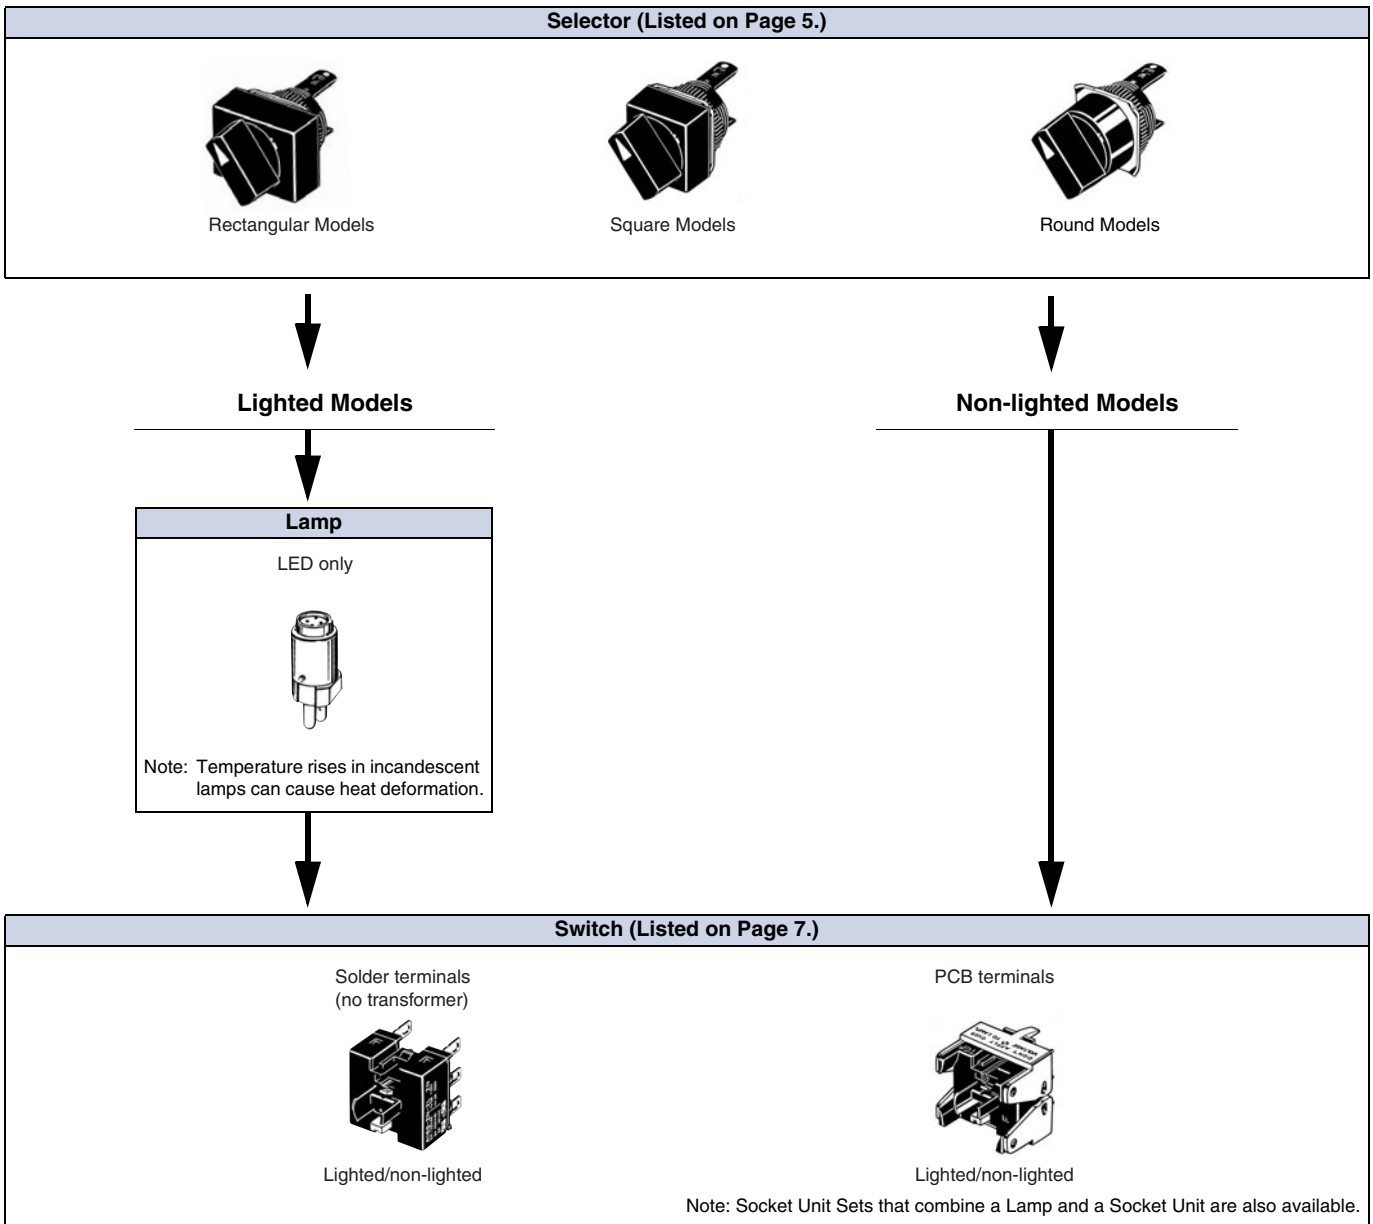 Selector (Listed on Page 5.)
Rectangular Models
Square Models
Round Models
Lighted Models
Non-lighted Models
Lamp
LED only
Note: Temperature rises in incandescent
lamps can cause heat deformation.
Switch (Listed on Page 7.)
Solder terminals
(no transformer)
PCB terminals
Lighted/non-lighted
Lighted/non-lighted
Note: Socket Unit Sets that combine a Lamp and a Socket Unit are also available.